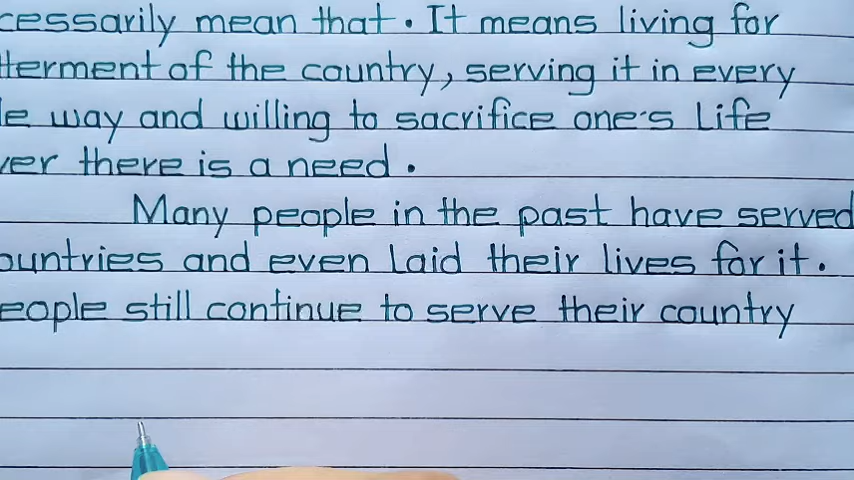 cessarily mean that. It means living for
tterment of the country, serving it in every
le way and willing to sacrifice one's Life
ver there is a need.
Many people in the past have served
ountries and even Laid their lives for it.
eople still continue to serve their country